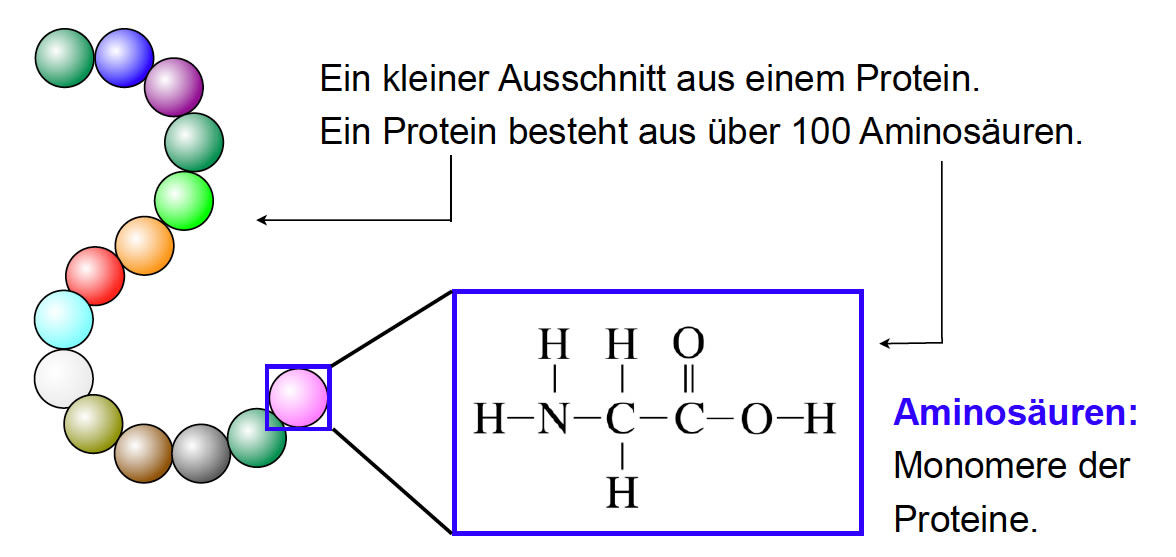 Ein kleiner Ausschnitt aus einem Protein.
Ein Protein besteht aus über 100 Aminosäuren.
H H O
H–N–C–C–O–H
H
Aminosäuren:
Monomere der
Proteine.